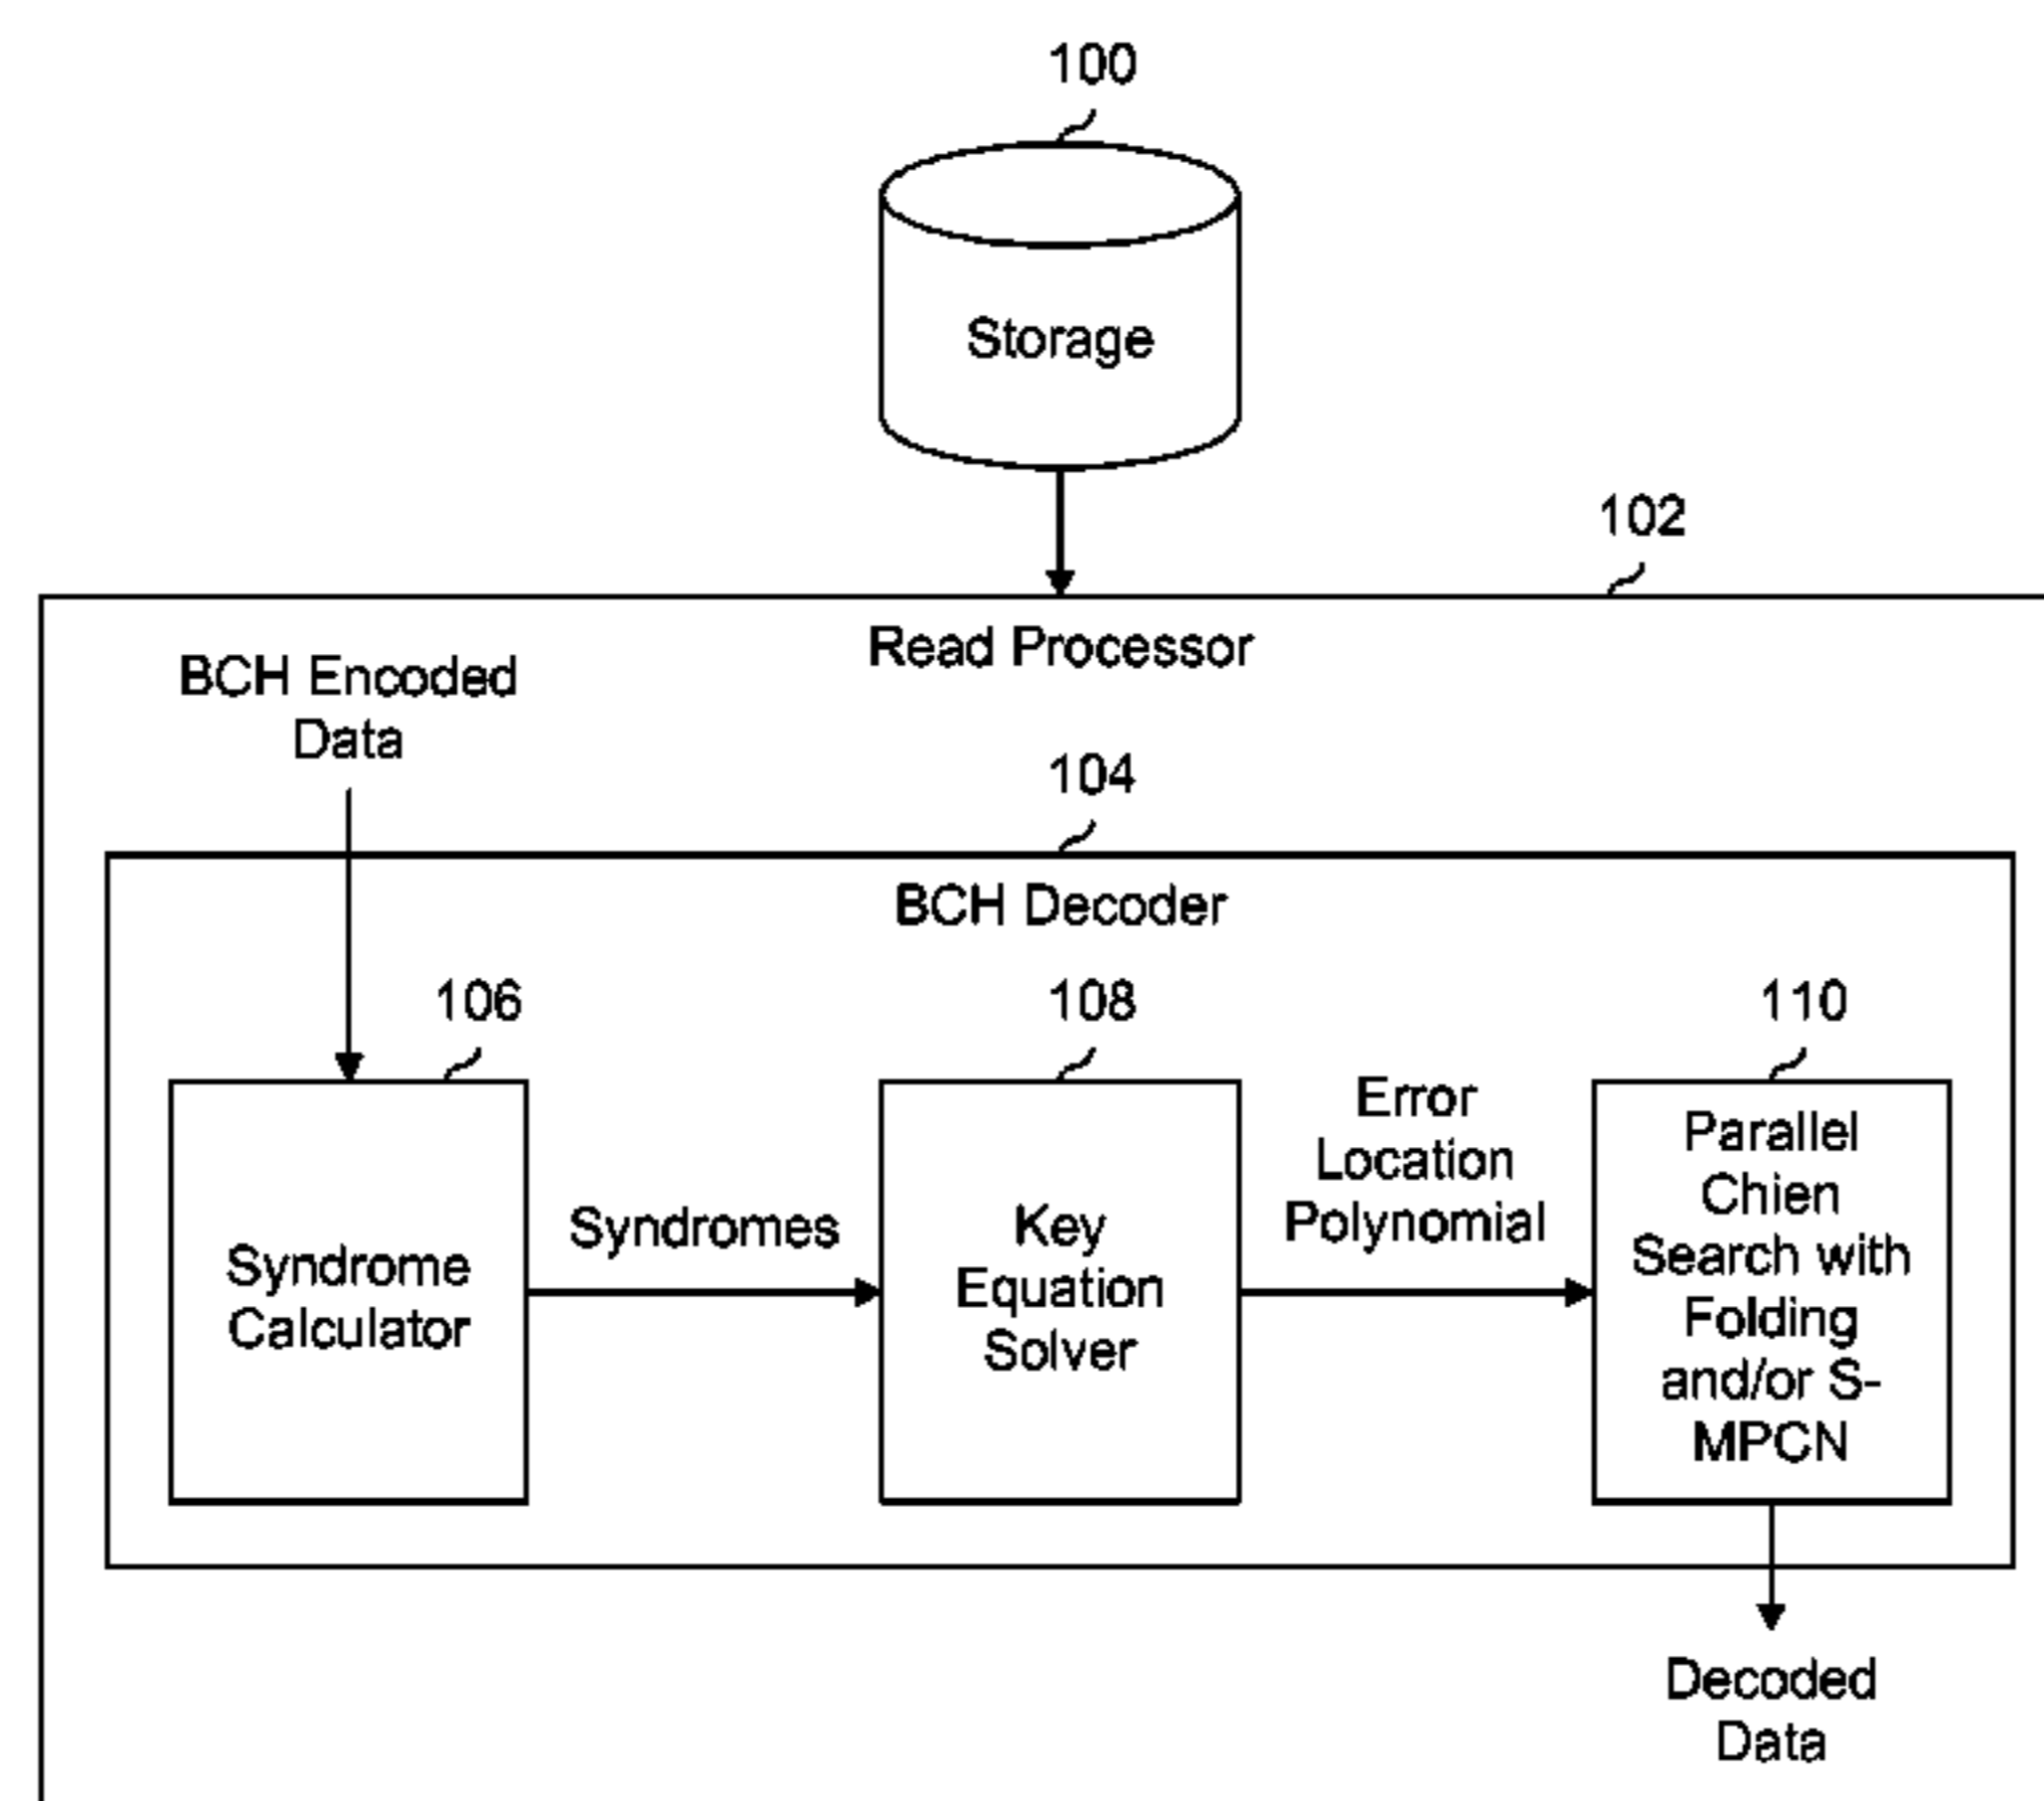 100
Storage
102
Read Processor
BCH Encoded
Data
104
BCH Decoder
106
108
110
Syndrome
Calculator
Syndromes
Key
Equation
Solver
Error
Location
Polynomial
Parallel
Chien
Search with
Folding
and/or S-
MPCN
Decoded
Data